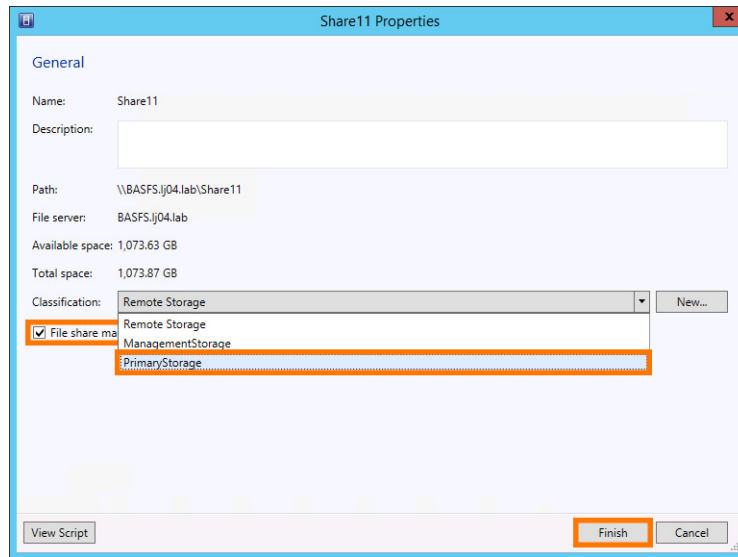 Share11 Properties
x
General
Name: Share11
Description:
Path: \\BASFS.lj04.lab\Share11
File server: BASFS.lj04.lab
Available space: 1,073.63 GB
Total space: 1,073.87 GB
Classification: Remote Storage New...
File share ma
Remote Storage
ManagementStorage
PrimaryStorage
View Script Finish Cancel